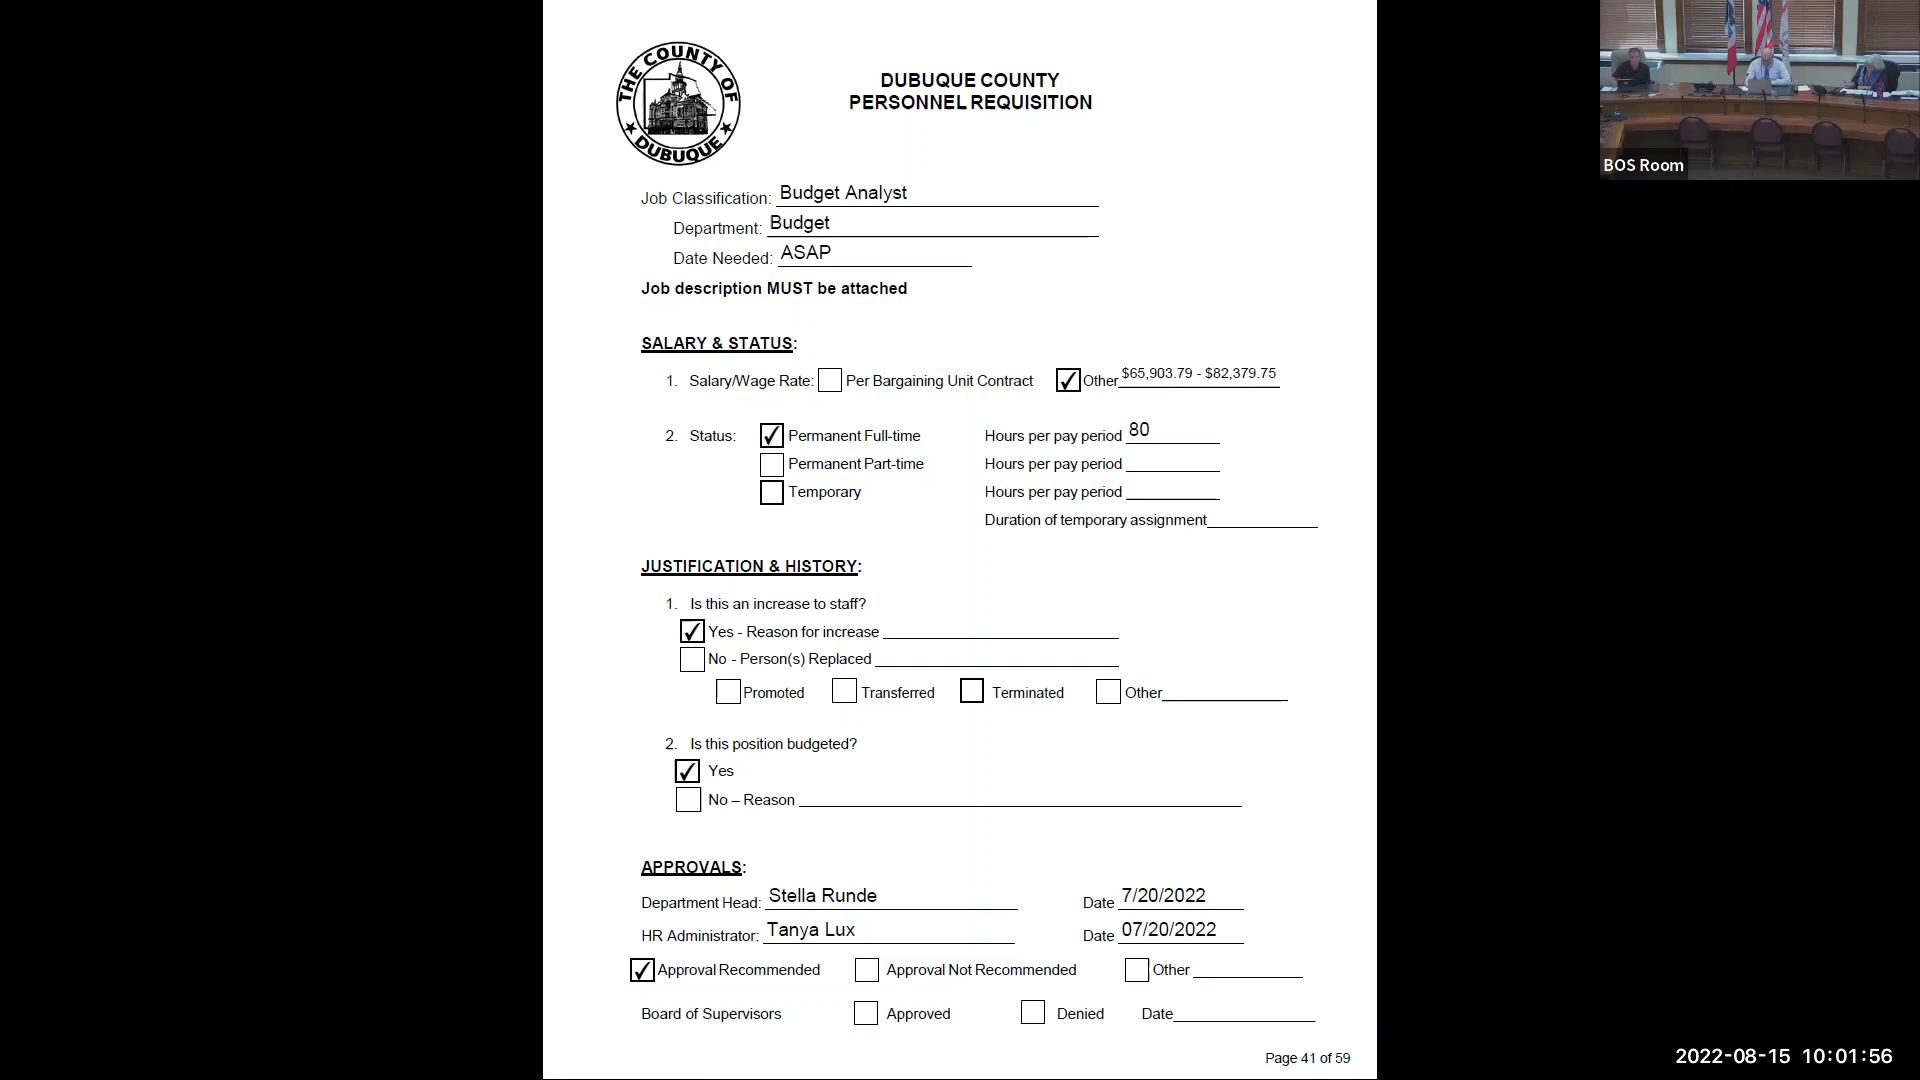 THE COUNTY OF
DUBUQUE
DUBUQUE COUNTY
PERSONNEL REQUISITION
Job Classification: Budget Analyst
Department: Budget
Date Needed: ASAP
Job description MUST be attached
SALARY & STATUS:
1. Salary/Wage Rate: Per Bargaining Unit Contract Other $65,903.79 - $82,379.75
2. Status: Permanent Full-time Hours per pay period 80
Permanent Part-time Hours per pay period
Temporary Hours per pay period
Duration of temporary assignment
JUSTIFICATION & HISTORY:
1. Is this an increase to staff?
Yes - Reason for increase
No - Person(s) Replaced
Promoted Transferred Terminated Other
2. Is this position budgeted?
Yes
No – Reason
APPROVALS:
Department Head: Stella Runde Date 7/20/2022
HR Administrator: Tanya Lux Date 07/20/2022
Approval Recommended Approval Not Recommended Other
Board of Supervisors Approved Denied Date
Page 41 of 59
BOS Room
2022-08-15 10:01:56